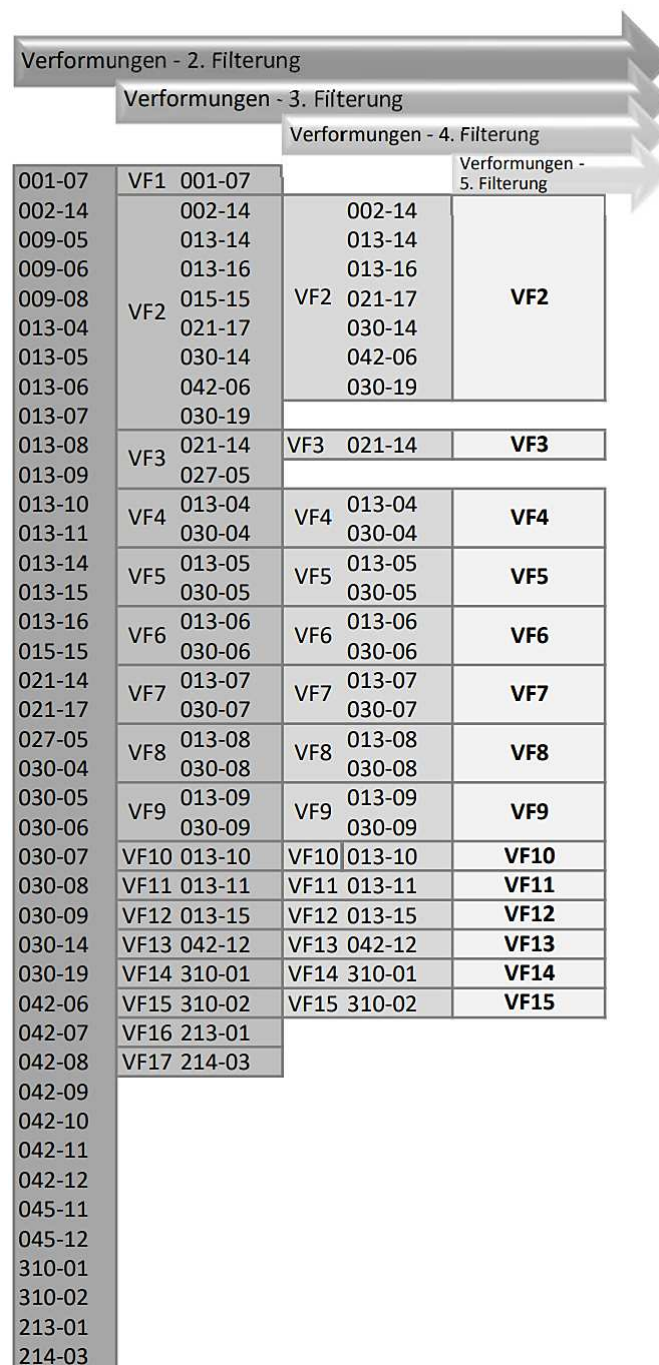 Verformungen - 2. Filterung
Verformungen - 3. Filterung
Verformungen - 4. Filterung
Verformungen -
5. Filterung
001-07 VF1 001-07
002-14 002-14 002-14
009-05 013-14 013-14
009-06 013-16 013-16
009-08 VF2 015-15 VF2 021-17 VF2
013-04 021-17 030-14
013-05 030-14 042-06
013-06 042-06 030-19
013-07 030-19
013-08 VF3 021-14 VF3 021-14 VF3
013-09 027-05
013-10 VF4 013-04 VF4 013-04 VF4
013-11 030-04 030-04
013-14 VF5 013-05 VF5 013-05 VF5
013-15 030-05 030-05
013-16 VF6 013-06 VF6 013-06 VF6
015-15 030-06 030-06
021-14 VF7 013-07 VF7 013-07 VF7
021-17 030-07 030-07
027-05 VF8 013-08 VF8 013-08 VF8
030-04 030-08 030-08
030-05 VF9 013-09 VF9 013-09 VF9
030-06 030-09 030-09
030-07 VF10 013-10 VF10 013-10 VF10
030-08 VF11 013-11 VF11 013-11 VF11
030-09 VF12 013-15 VF12 013-15 VF12
030-14 VF13 042-12 VF13 042-12 VF13
030-19 VF14 310-01 VF14 310-01 VF14
042-06 VF15 310-02 VF15 310-02 VF15
042-07 VF16 213-01
042-08 VF17 214-03
042-09
042-10
042-11
042-12
045-11
045-12
310-01
310-02
213-01
214-03